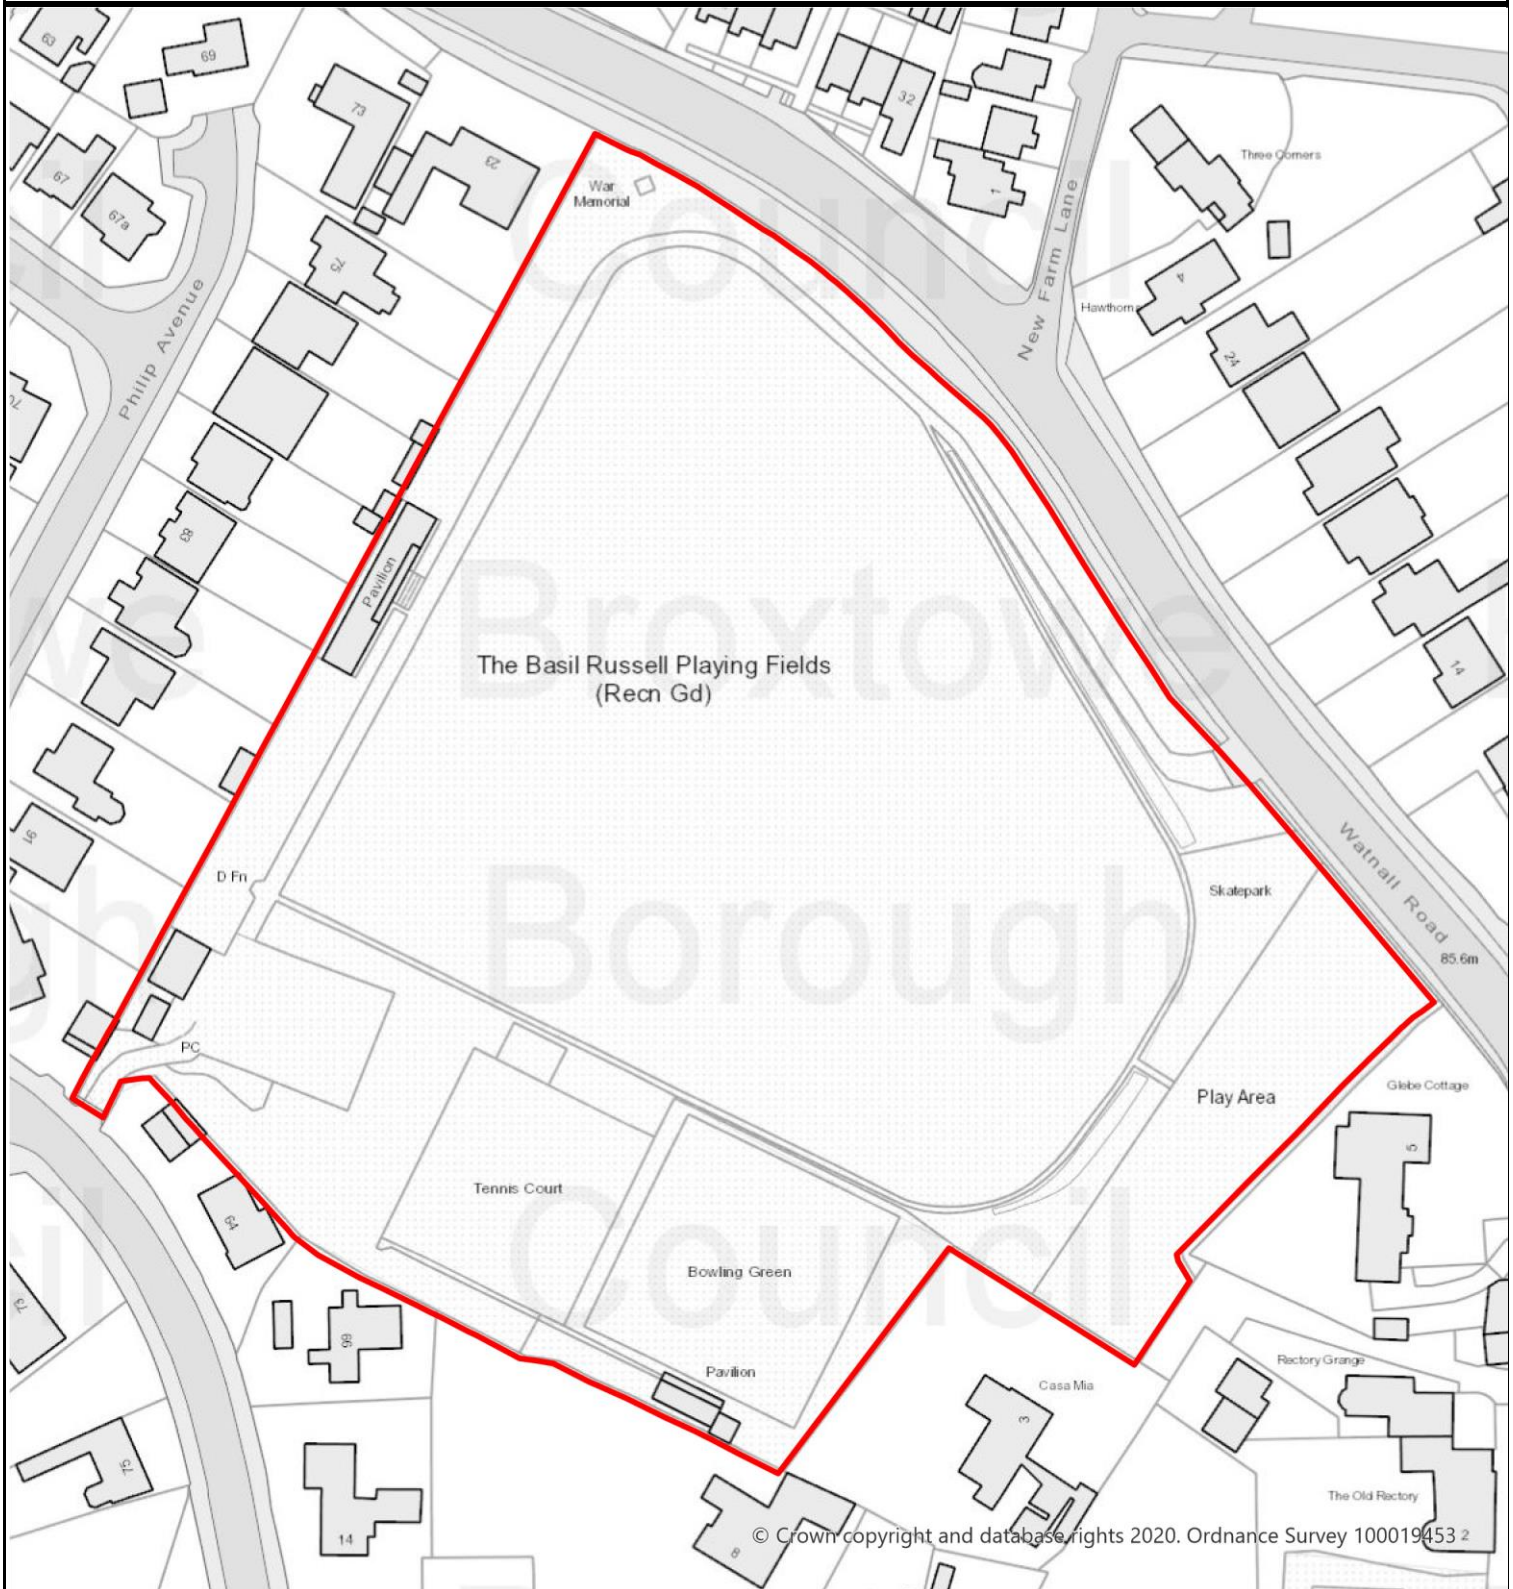 63
69
73
23
32
1
Three Corners
67
67a
War
Memorial
75
4
Hawthorns
New Farm Lane
Philip Avenue
24
Council
83
Pavilion
Broxtowe
The Basil Russell Playing Fields
(Recn Gd)
14
91
D Fn
Skatepark
Watnall Road
85.6m
Borough
PC
Play Area
Glebe Cottage
5
Tennis Court
64
Council
Bowling Green
73
66
Pavilion
Rectory Grange
Casa Mia
3
75
14
8
The Old Rectory
2
© Crown copyright and database rights 2020. Ordnance Survey 100019453